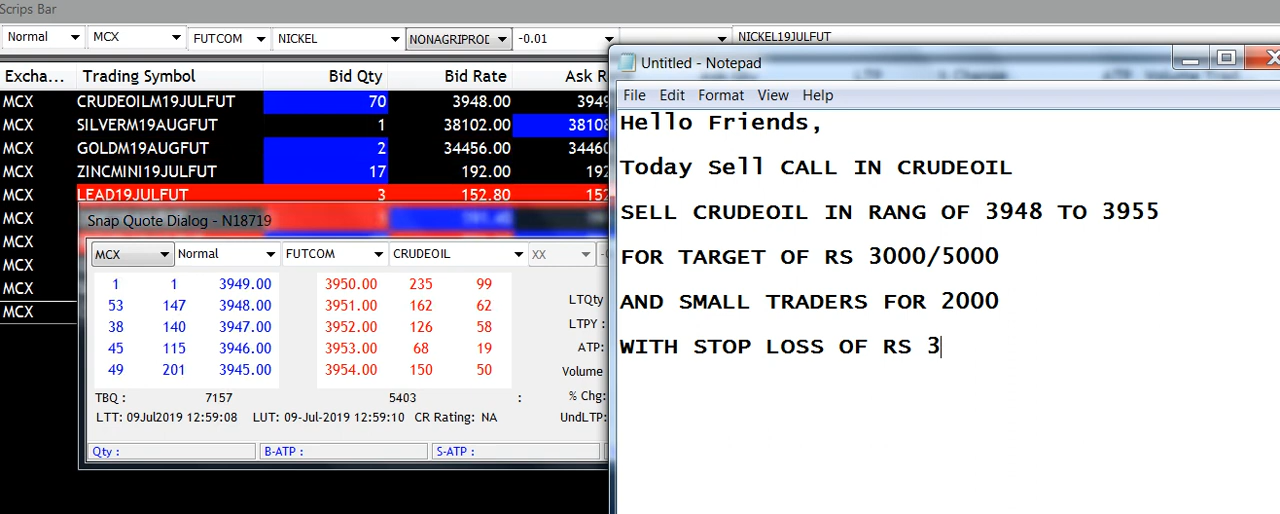 Scrips Bar
Normal MCX FUTCOM NICKEL NONAGRIPROD -0.01 NICKEL19JULFUT
Excha... Trading Symbol Bid Qty Bid Rate Ask R
MCX CRUDEOILM19JULFUT 70 3948.00 3949
MCX SILVERM19AUGFUT 1 38102.00 38108
MCX GOLDM19JULFUT 2 34456.00 34460
MCX ZINCMINI19JULFUT 17 192.00 192
MCX LEAD19JULFUT 3 152.80 152
MCX
MCX
MCX
MCX
MCX
Snap Quote Dialog - N18719
MCX Normal FUTCOM CRUDEOIL XX
1 1 3949.00 3950.00 235 99
53 147 3948.00 3951.00 162 62
38 140 3947.00 3952.00 126 58
45 115 3946.00 3953.00 68 19
49 201 3945.00 3954.00 150 50
LTQty
LTPY :
ATP:
Volume
% Chg:
UndLTP:
TBQ : 7157 5403 :
LTT: 09Jul2019 12:59:08 LUT: 09-Jul-2019 12:59:10 CR Rating: NA
Qty : B-ATP : S-ATP :
Untitled - Notepad
File Edit Format View Help
Hello Friends,
Today Sell CALL IN CRUDEOIL
SELL CRUDEOIL IN RANG OF 3948 TO 3955
FOR TARGET OF RS 3000/5000
AND SMALL TRADERS FOR 2000
WITH STOP LOSS OF RS 3